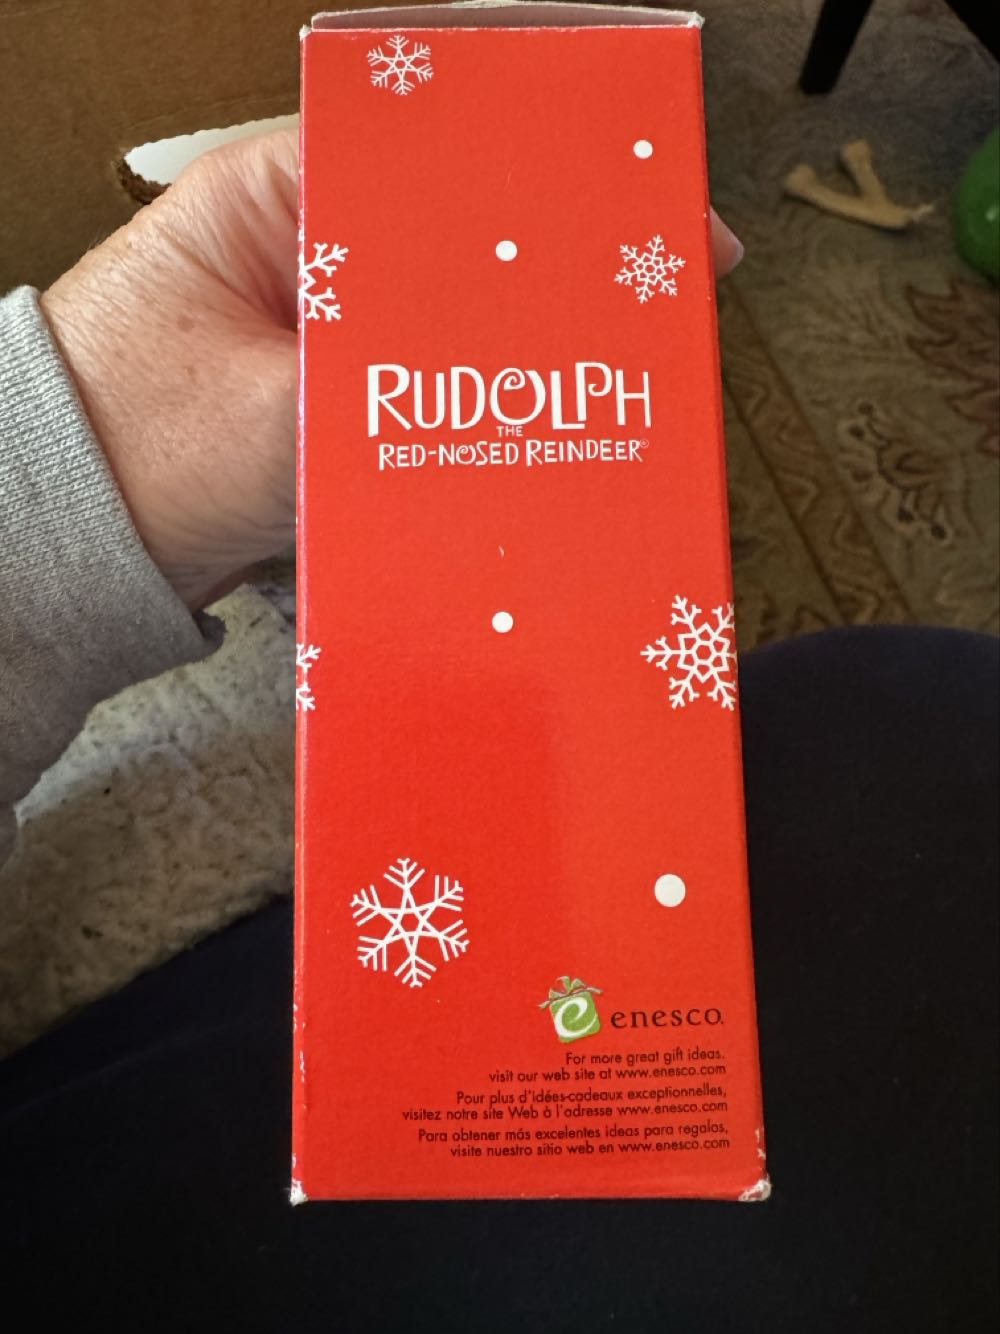 RUDOLPH
THE
RED-NOSED REINDEER®
enesco.
For more great gift ideas,
visit our web site at www.enesco.com
Pour plus d'idées-cadeaux exceptionnelles,
visitez notre site Web à l'adresse www.enesco.com
Para obtener más excelentes ideas para regalos,
visite nuestro sitio web en www.enesco.com